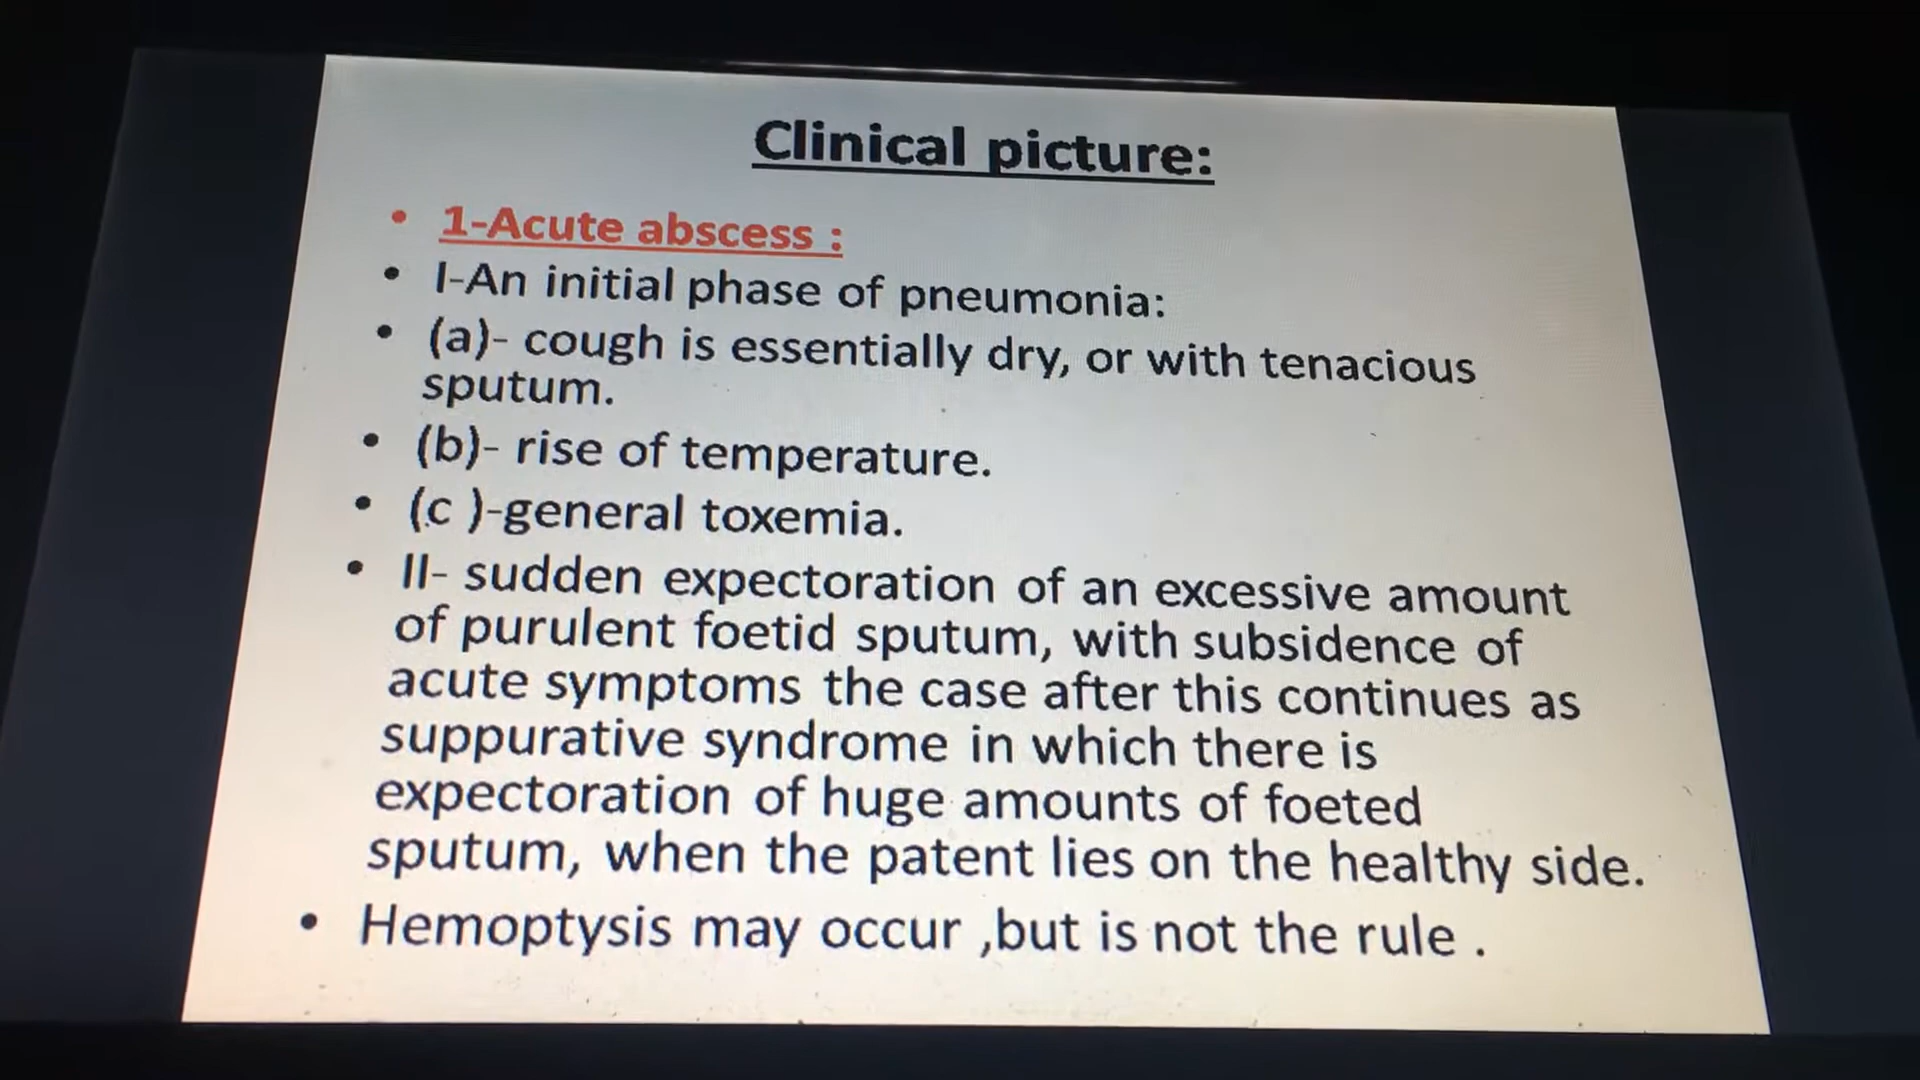 Clinical picture:
• 1-Acute abscess :
• I-An initial phase of pneumonia:
• (a)- cough is essentially dry, or with tenacious
sputum.
• (b)- rise of temperature.
• (c )-general toxemia.
• II- sudden expectoration of an excessive amount
of purulent foetid sputum, with subsidence of
acute symptoms the case after this continues as
suppurative syndrome in which there is
expectoration of huge amounts of foeted
sputum, when the patent lies on the healthy side.
• Hemoptysis may occur ,but is not the rule .